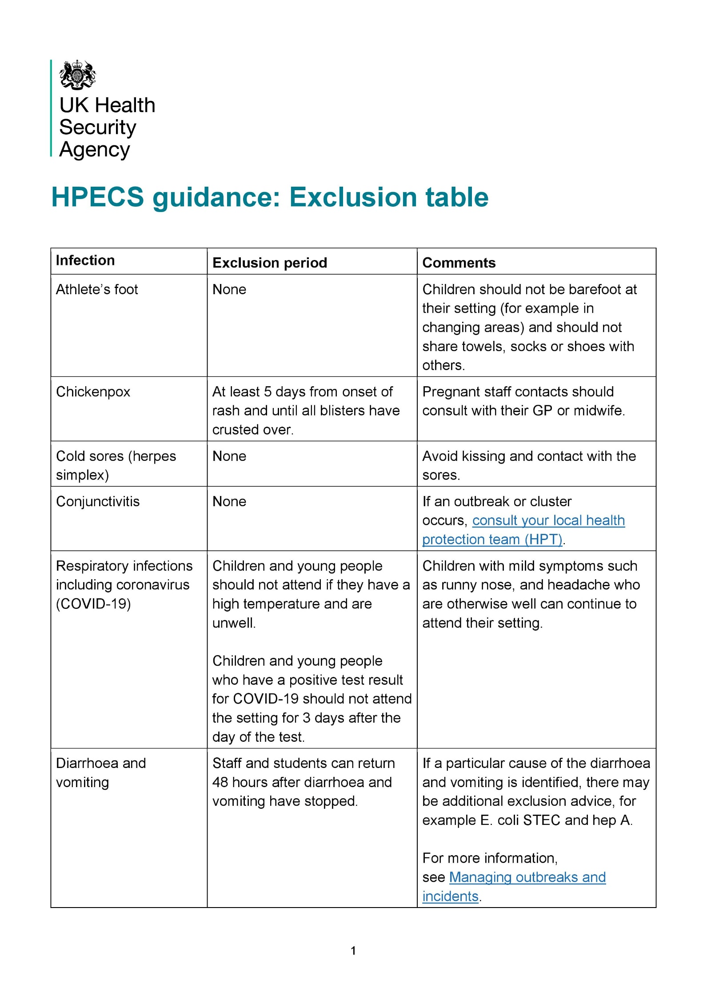 UK Health
Security
Agency
HPECS guidance: Exclusion table
Infection
Exclusion period
Comments
Athlete’s foot
None
Children should not be barefoot at
their setting (for example in
changing areas) and should not
share towels, socks or shoes with
others.
Chickenpox
At least 5 days from onset of
rash and until all blisters have
crusted over.
Pregnant staff contacts should
consult with their GP or midwife.
Cold sores (herpes
simplex)
None
Avoid kissing and contact with the
sores.
Conjunctivitis
None
If an outbreak or cluster
occurs, consult your local health
protection team (HPT).
Respiratory infections
including coronavirus
(COVID-19)
Children and young people
should not attend if they have a
high temperature and are
unwell.
Children and young people
who have a positive test result
for COVID-19 should not attend
the setting for 3 days after the
day of the test.
Children with mild symptoms such
as runny nose, and headache who
are otherwise well can continue to
attend their setting.
Diarrhoea and
vomiting
Staff and students can return
48 hours after diarrhoea and
vomiting have stopped.
If a particular cause of the diarrhoea
and vomiting is identified, there may
be additional exclusion advice, for
example E. coli STEC and hep A.
For more information,
see Managing outbreaks and
incidents.
1